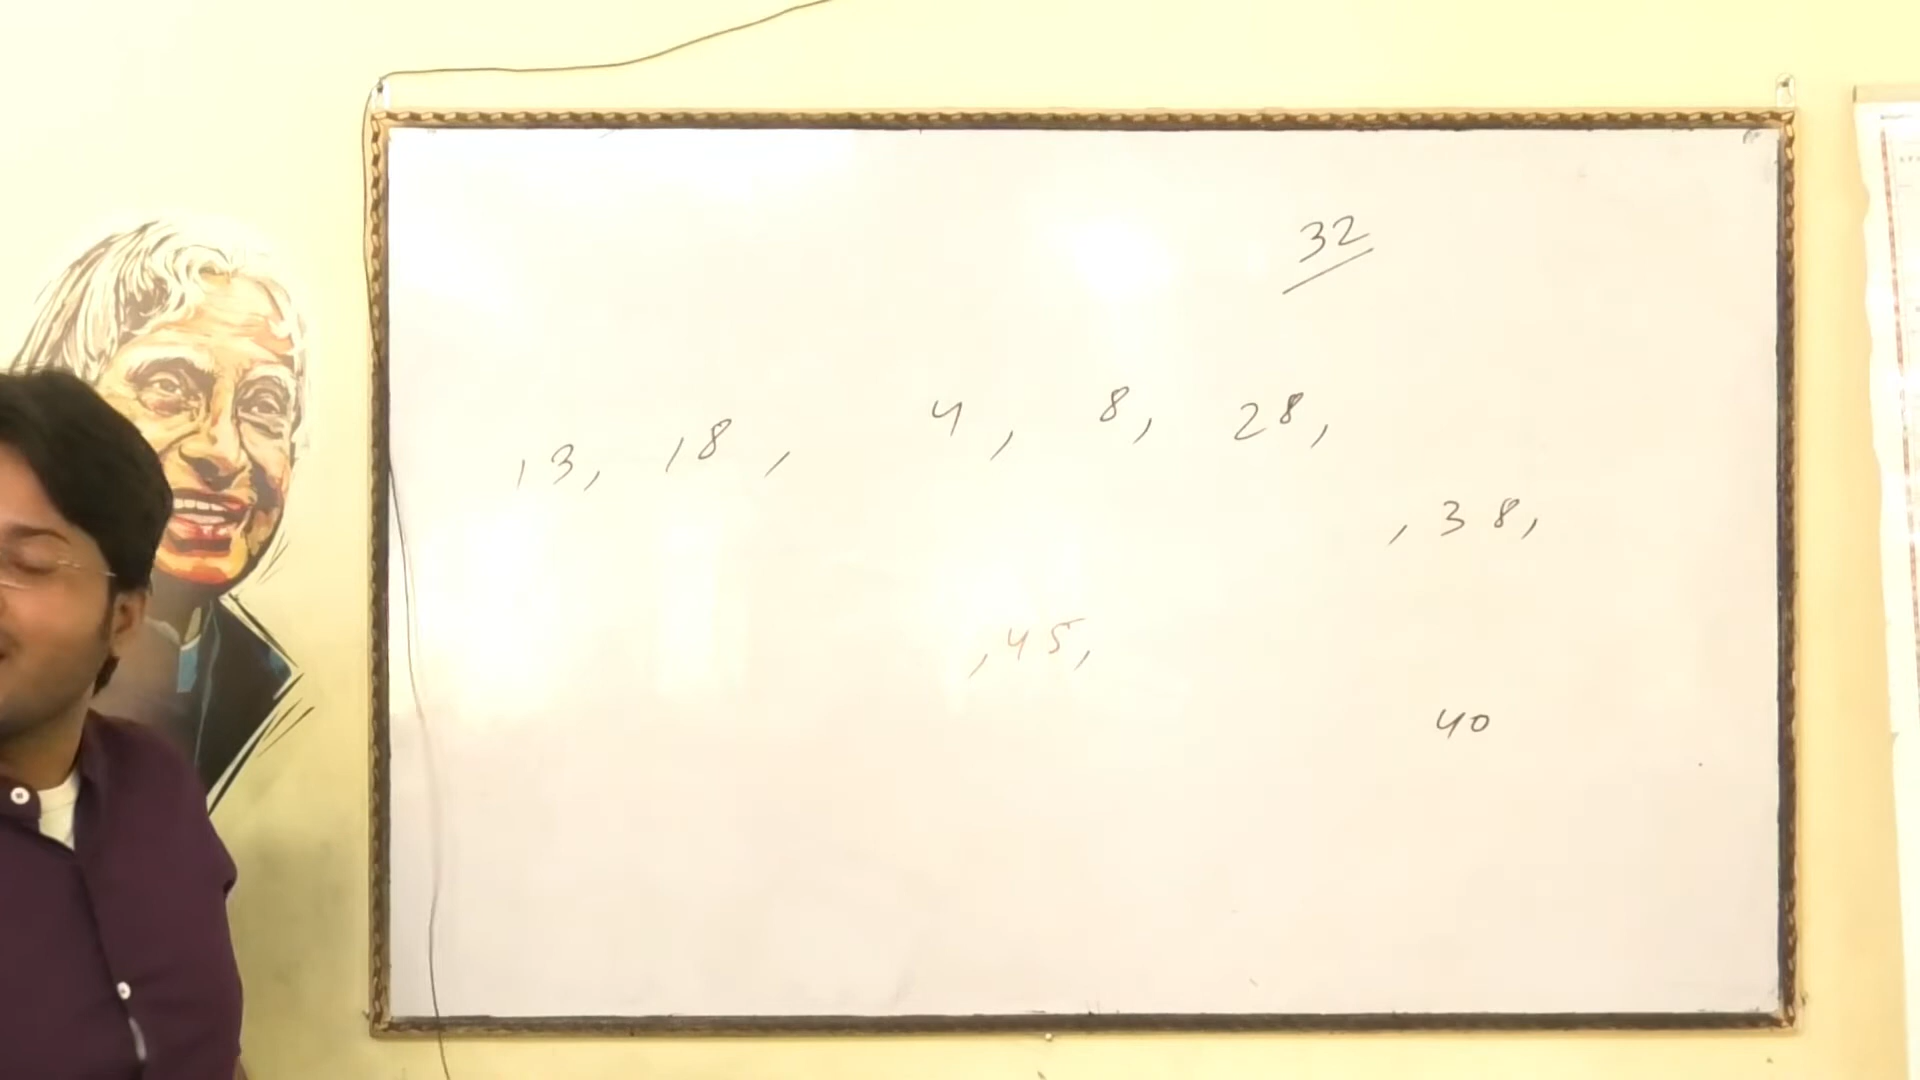 32
13, 18, 4, 8, 28,
, 38,
, 45,
40